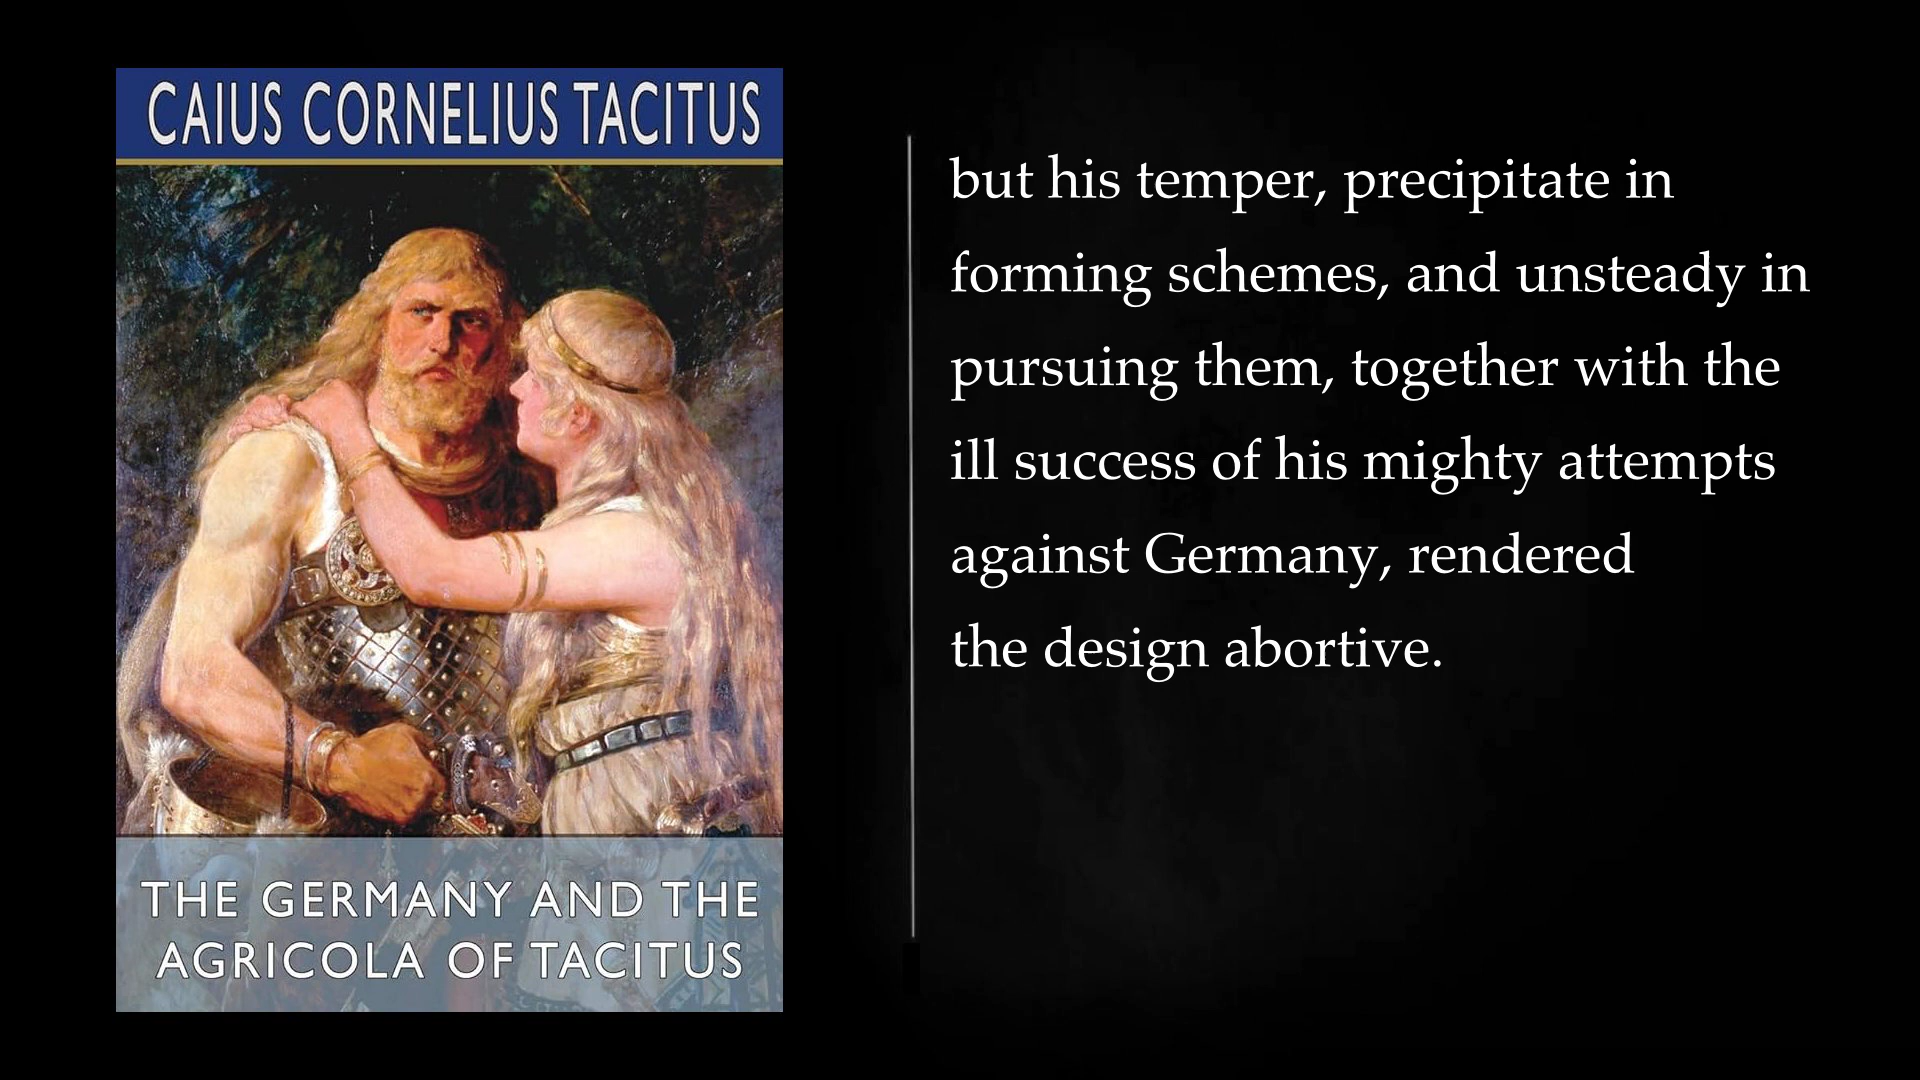 CAIUS CORNELIUS TACITUS
THE GERMANY AND THE
AGRICOLA OF TACITUS
but his temper, precipitate in
forming schemes, and unsteady in
pursuing them, together with the
ill success of his mighty attempts
against Germany, rendered
the design abortive.